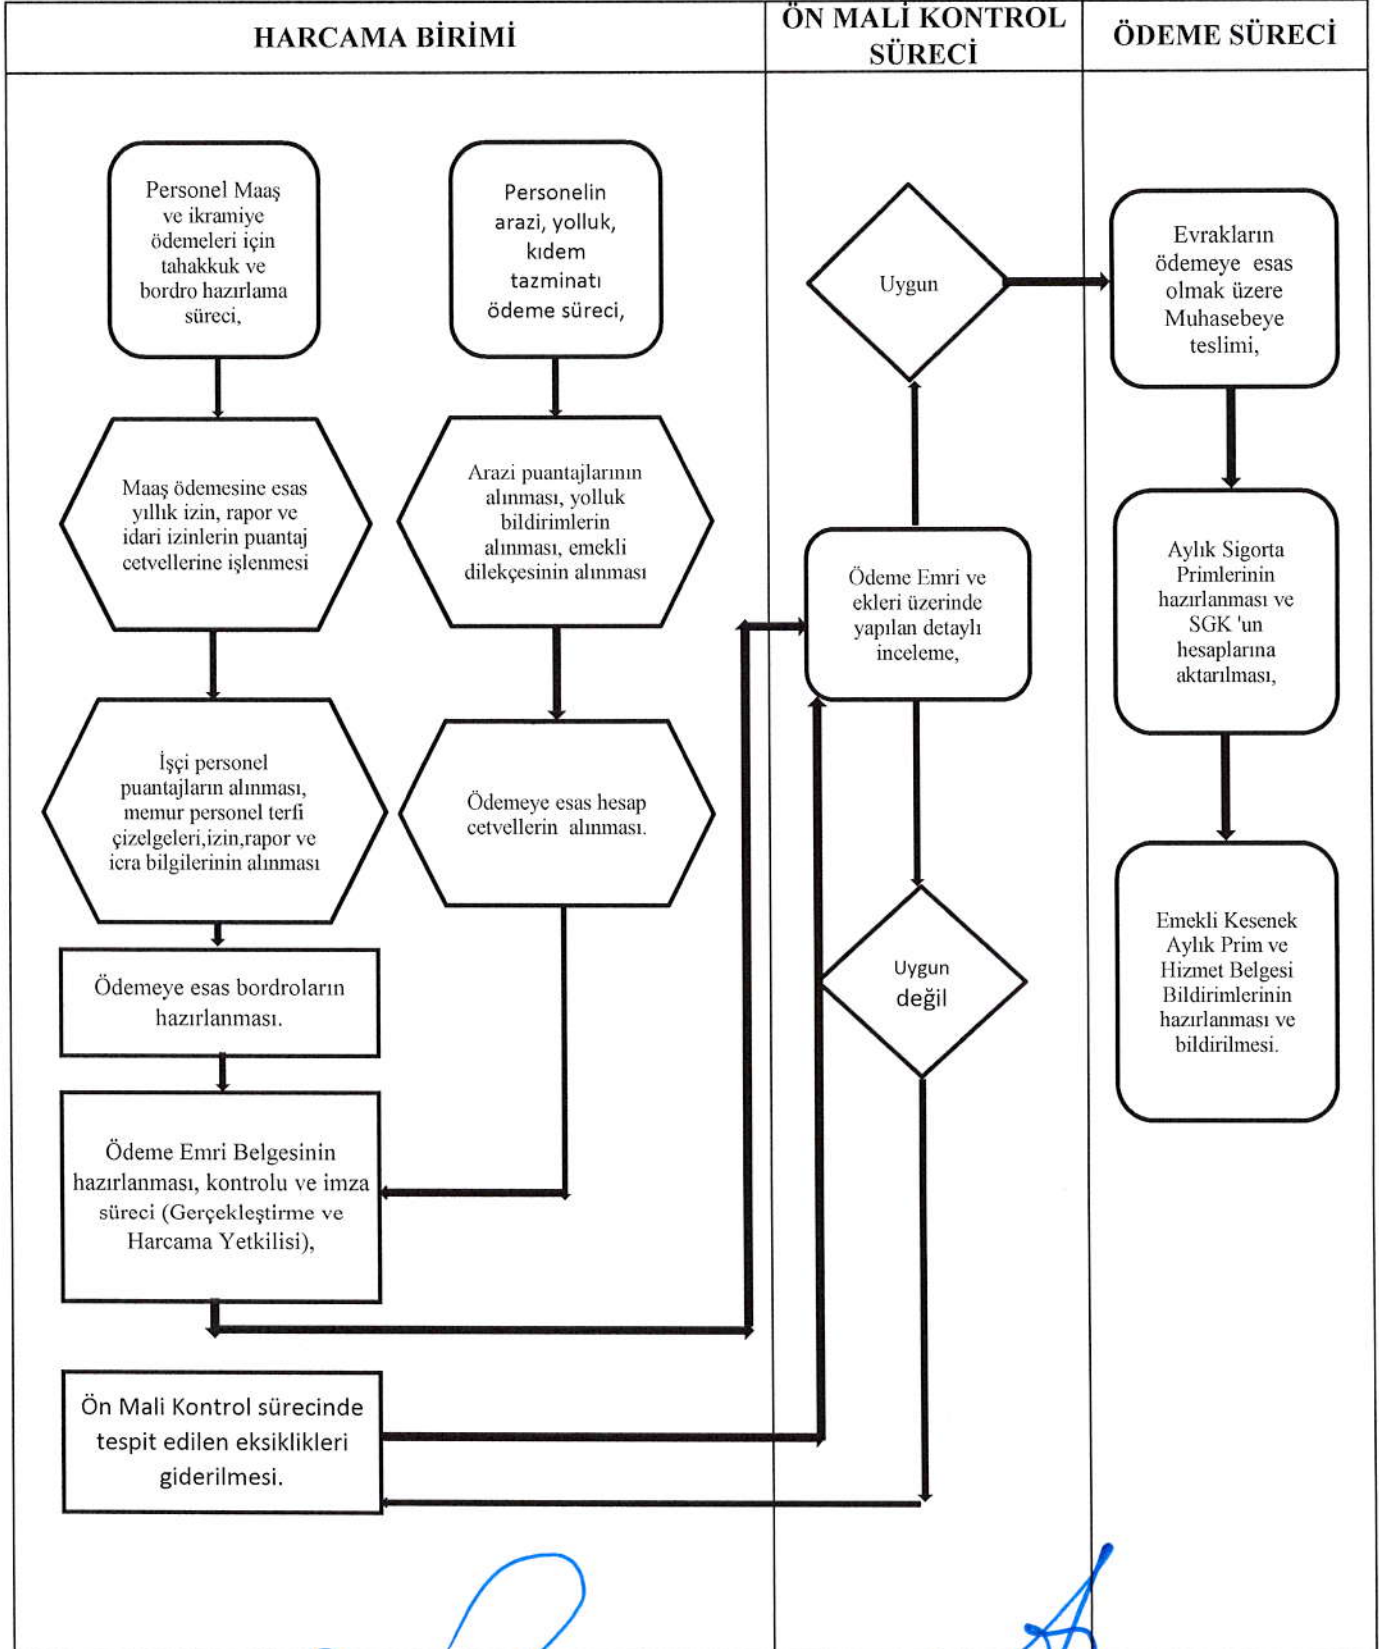 HARCAMA BİRİMİ
ÖN MALİ KONTROL
SÜRECİ
ÖDEME SÜRECİ
Personel Maaş
ve ikramiye
ödemeleri için
tahakkuk ve
bordro hazırlama
süreci,
Personelin
arazi, yolluk,
kıdem
tazminatı
ödeme süreci,
Maaş ödemesine esas
yıllık izin, rapor ve
idari izinlerin puantaj
cetvellerine işlenmesi
Arazi puantajlarının
alınması, yolluk
bildirimlerin
alınması, emekli
dilekçesinin alınması
İşçi personel
puantajların alınması,
memur personel terfi
çizelgeleri,izin,rapor ve
icra bilgilerinin alınması
Ödemeye esas hesap
cetvellerin alınması.
Ödemeye esas bordroların
hazırlanması.
Ödeme Emri Belgesinin
hazırlanması, kontrolu ve imza
süreci (Gerçekleştirme ve
Harcama Yetkilisi),
Ön Mali Kontrol sürecinde
tespit edilen eksiklikleri
giderilmesi.
Uygun
Ödeme Emri ve
ekleri üzerinde
yapılan detaylı
inceleme,
Uygun
değil
Evrakların
ödemeye esas
olmak üzere
Muhasebeye
teslimi,
Aylık Sigorta
Primlerinin
hazırlanması ve
SGK 'un
hesaplarına
aktarılması,
Emekli Kesenek
Aylık Prim ve
Hizmet Belgesi
Bildirimlerinin
hazırlanması ve
bildirilmesi.